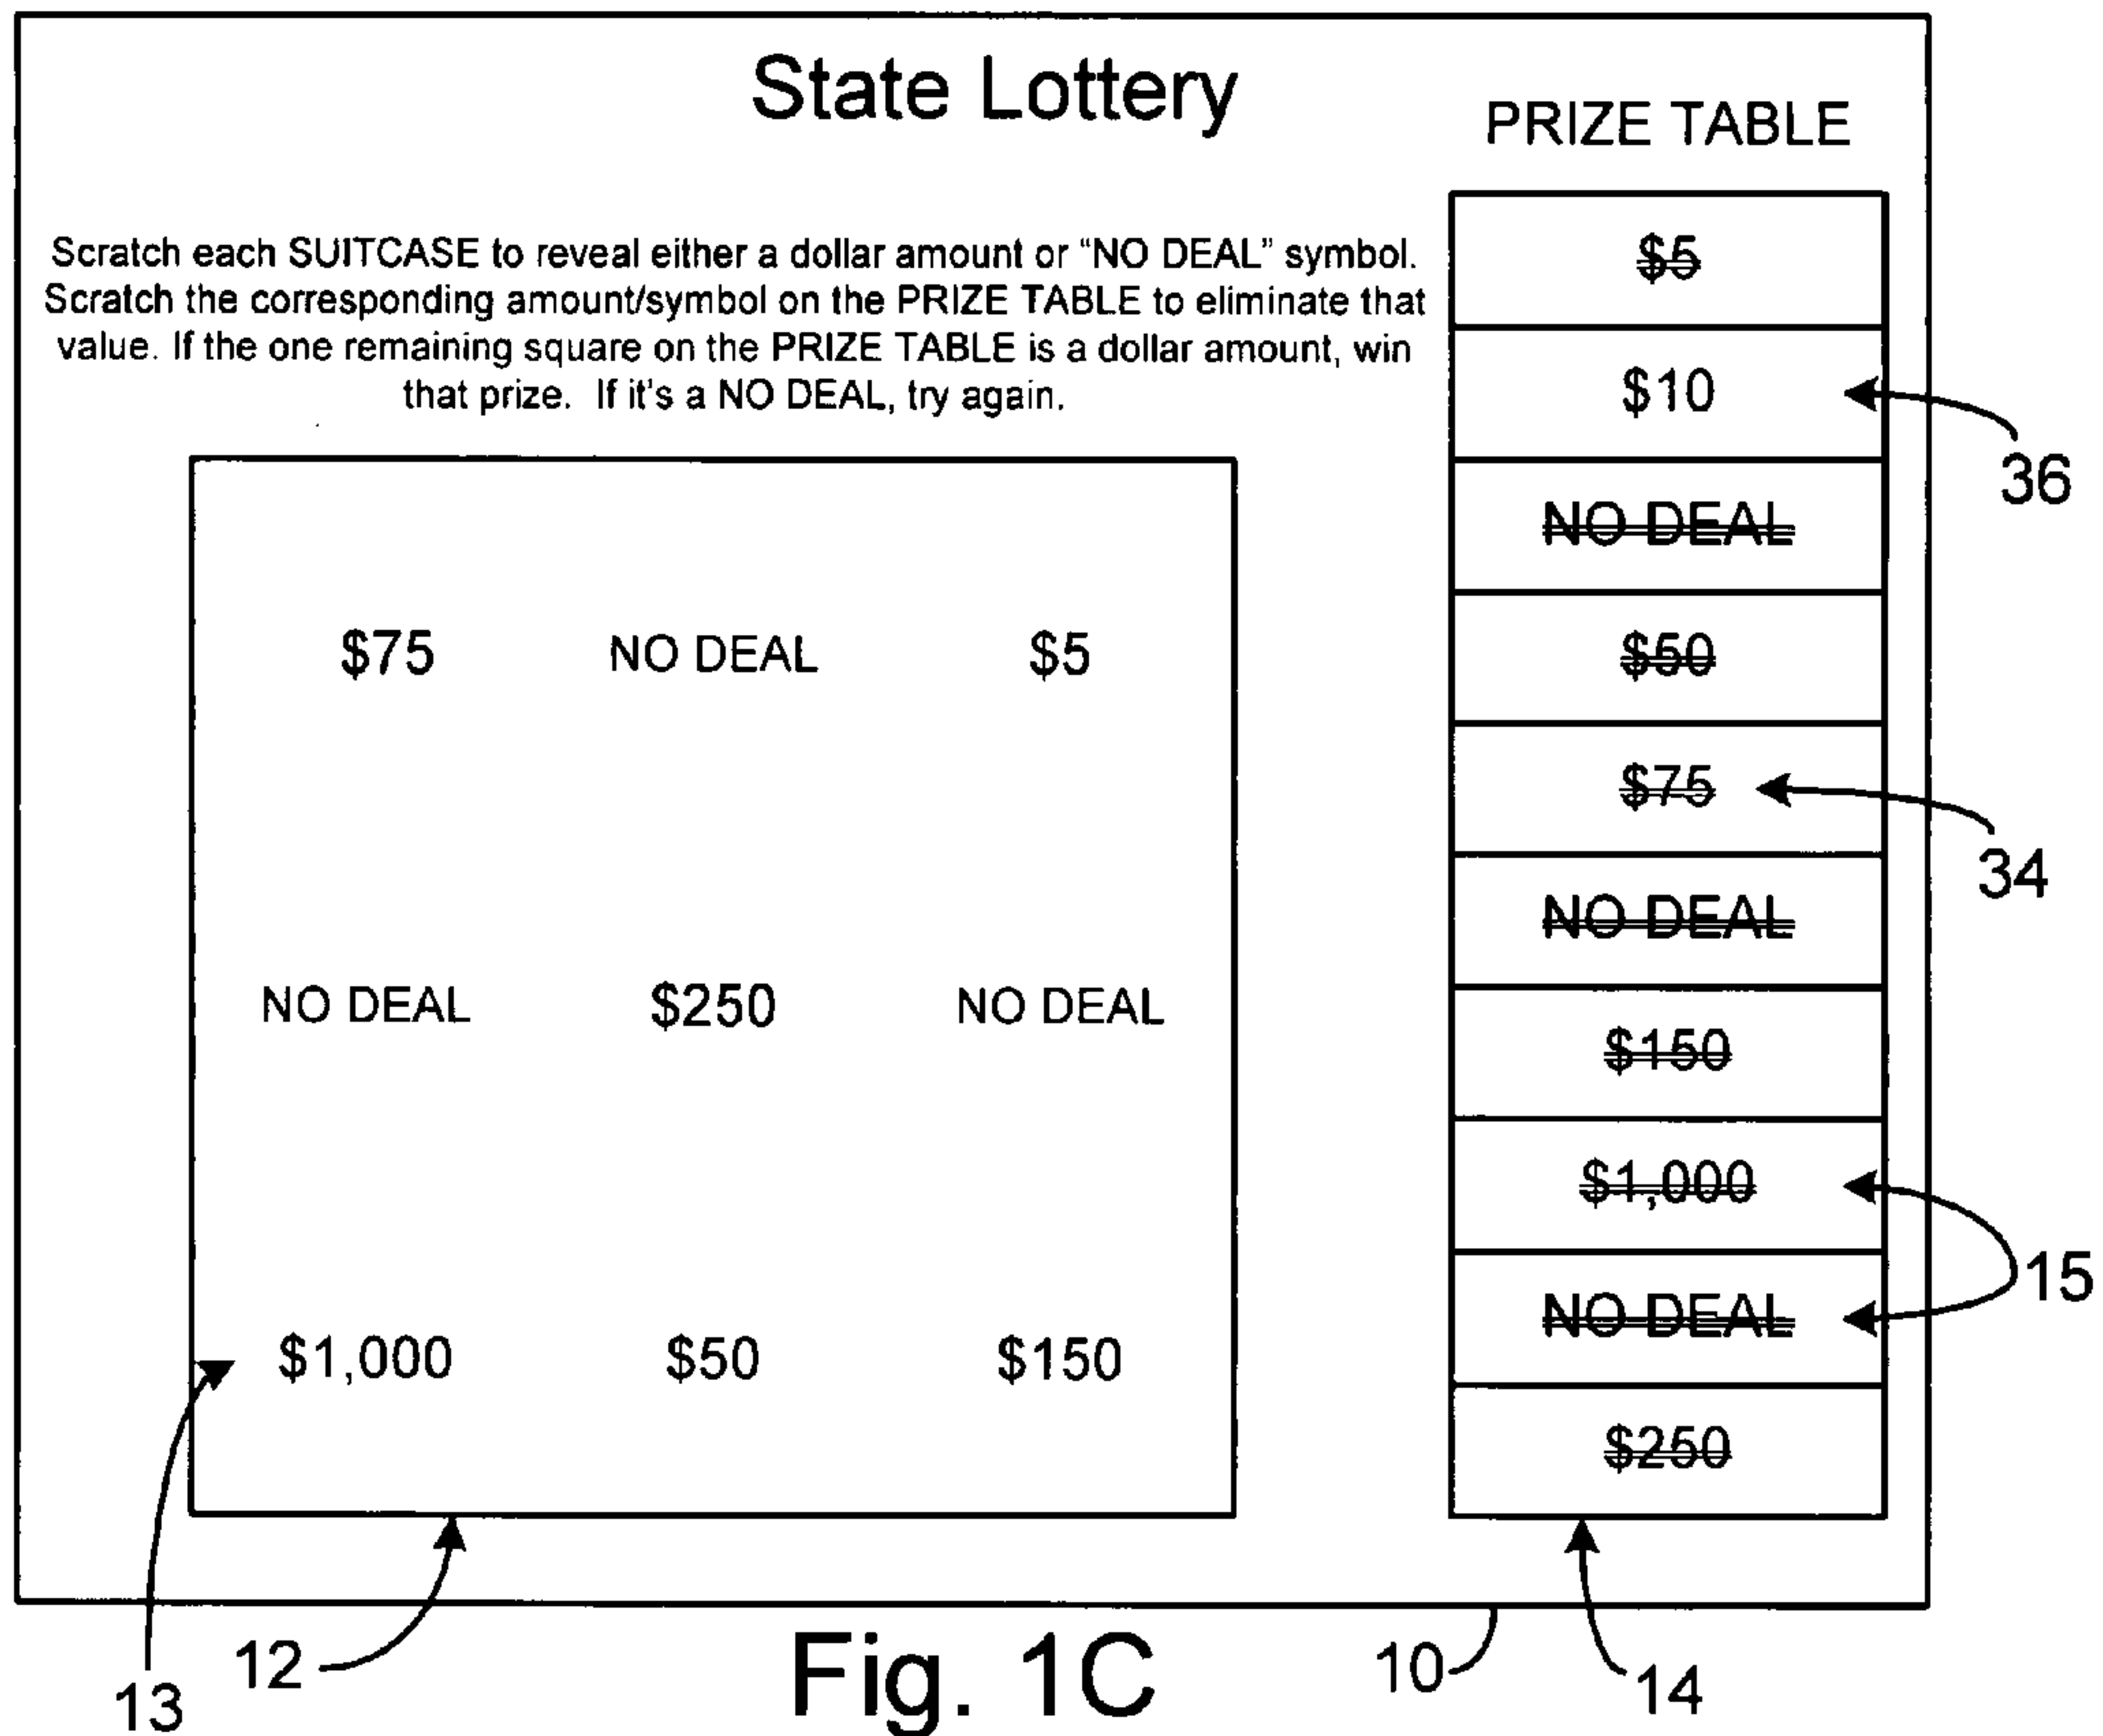 State Lottery
PRIZE TABLE
Scratch each SUITCASE to reveal either a dollar amount or “NO DEAL” symbol.
Scratch the corresponding amount/symbol on the PRIZE TABLE to eliminate that
value. If the one remaining square on the PRIZE TABLE is a dollar amount, win
that prize. If it's a NO DEAL, try again.
$5
$10
NO DEAL
$50
$75
NO DEAL
$150
$1,000
NO DEAL
$250
36
34
15
$75 NO DEAL $5
NO DEAL $250 NO DEAL
$1,000 $50 $150
13
12
10
14
Fig. 1C